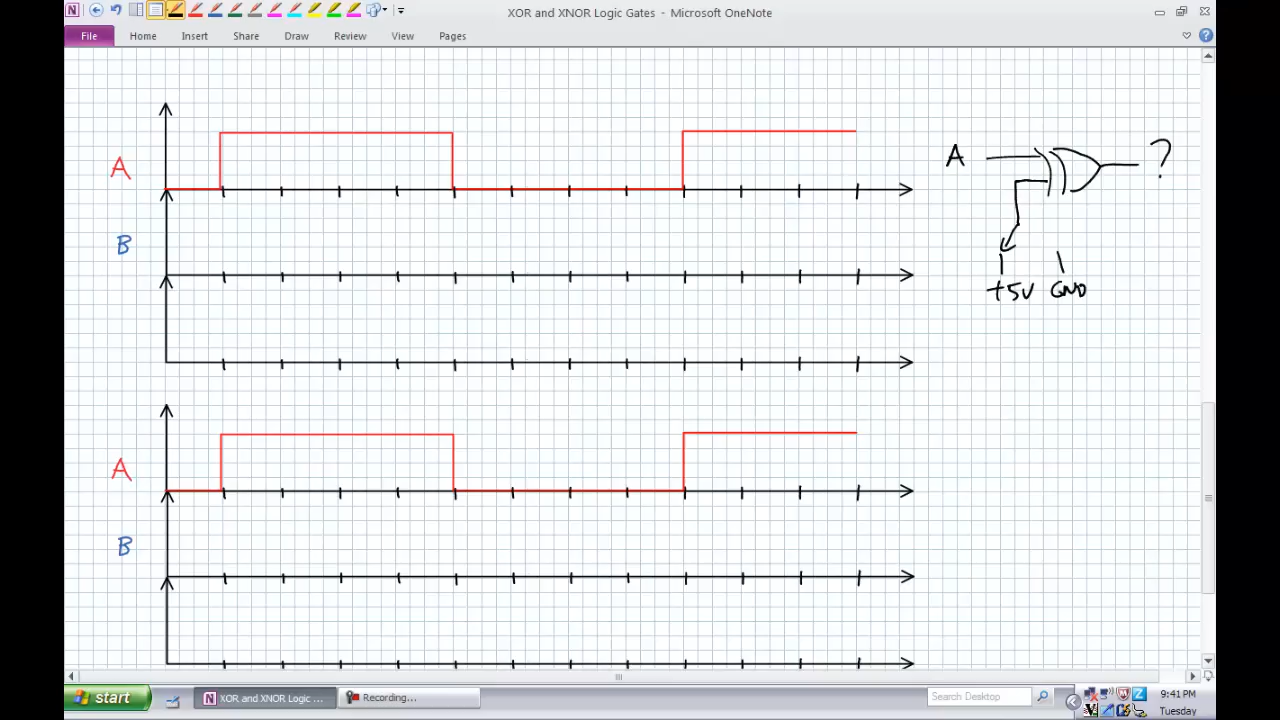 XOR and XNOR Logic Gates - Microsoft OneNote
File Home Insert Share Draw Review View Pages
A
B
A ?
+5V GND
A
B
start
XOR and XNOR Logic ...
Recording...
Search Desktop
9:41 PM
Tuesday